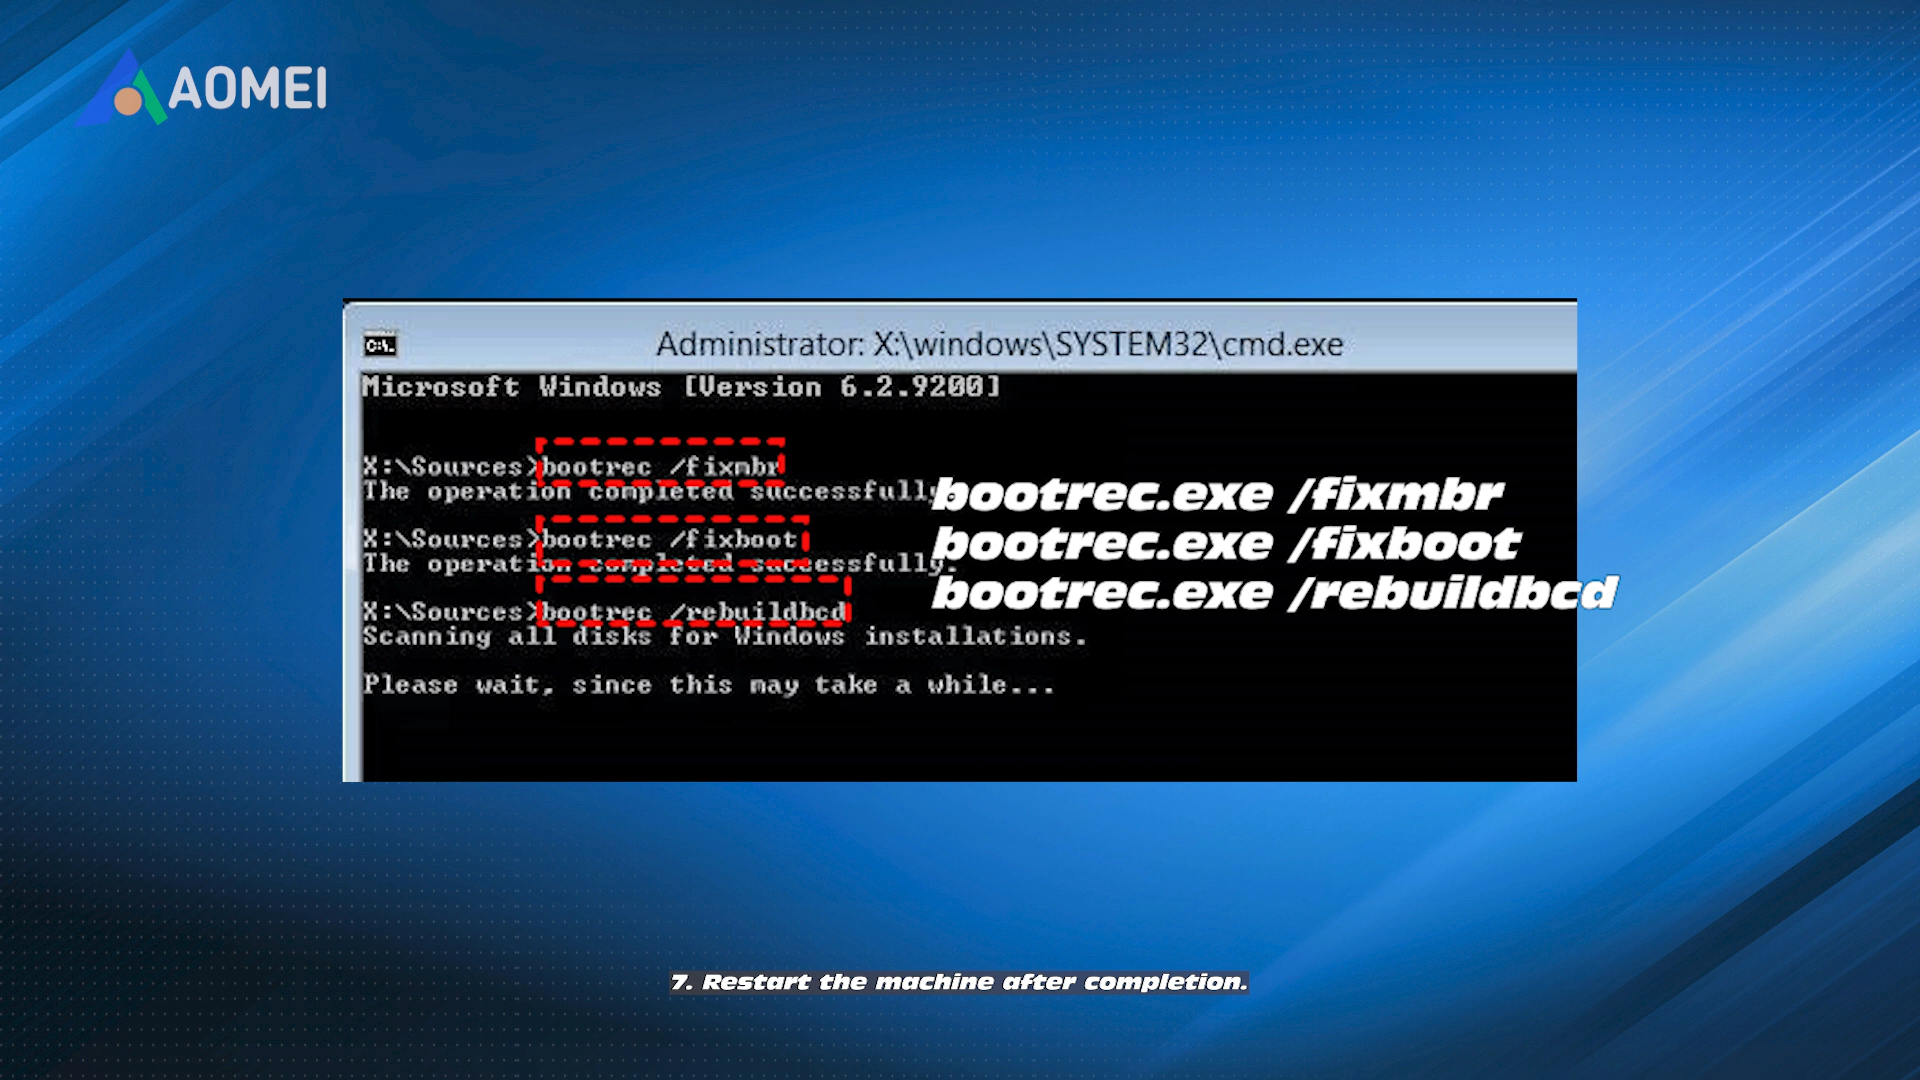 AOMEI
Administrator: X:\windows\SYSTEM32\cmd.exe
Microsoft Windows [Version 6.2.9200]
X:\Sources>bootrec /fixmbr
The operation completed successfully.
X:\Sources>bootrec /fixboot
The operation completed successfully.
X:\Sources>bootrec /rebuildbcd
Scanning all disks for Windows installations.
Please wait, since this may take a while...
bootrec.exe /fixmbr
bootrec.exe /fixboot
bootrec.exe /rebuildbcd
7. Restart the machine after completion.